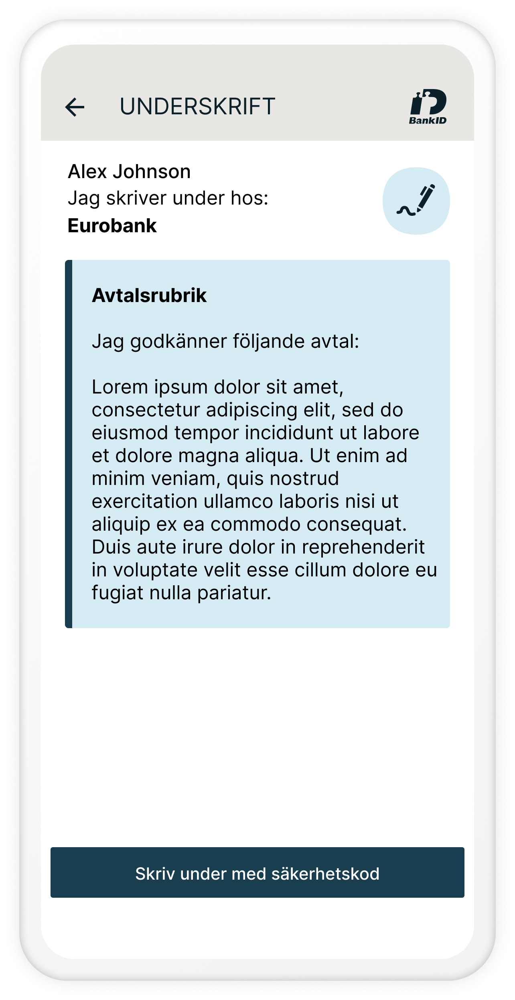 UNDERSKRIFT
BankID
Alex Johnson
Jag skriver under hos:
Eurobank
Avtalsrubrik
Jag godkänner följande avtal:
Lorem ipsum dolor sit amet,
consectetur adipiscing elit, sed do
eiusmod tempor incididunt ut labore
et dolore magna aliqua. Ut enim ad
minim veniam, quis nostrud
exercitation ullamco laboris nisi ut
aliquip ex ea commodo consequat.
Duis aute irure dolor in reprehenderit
in voluptate velit esse cillum dolore eu
fugiat nulla pariatur.
Skriv under med säkerhetskod